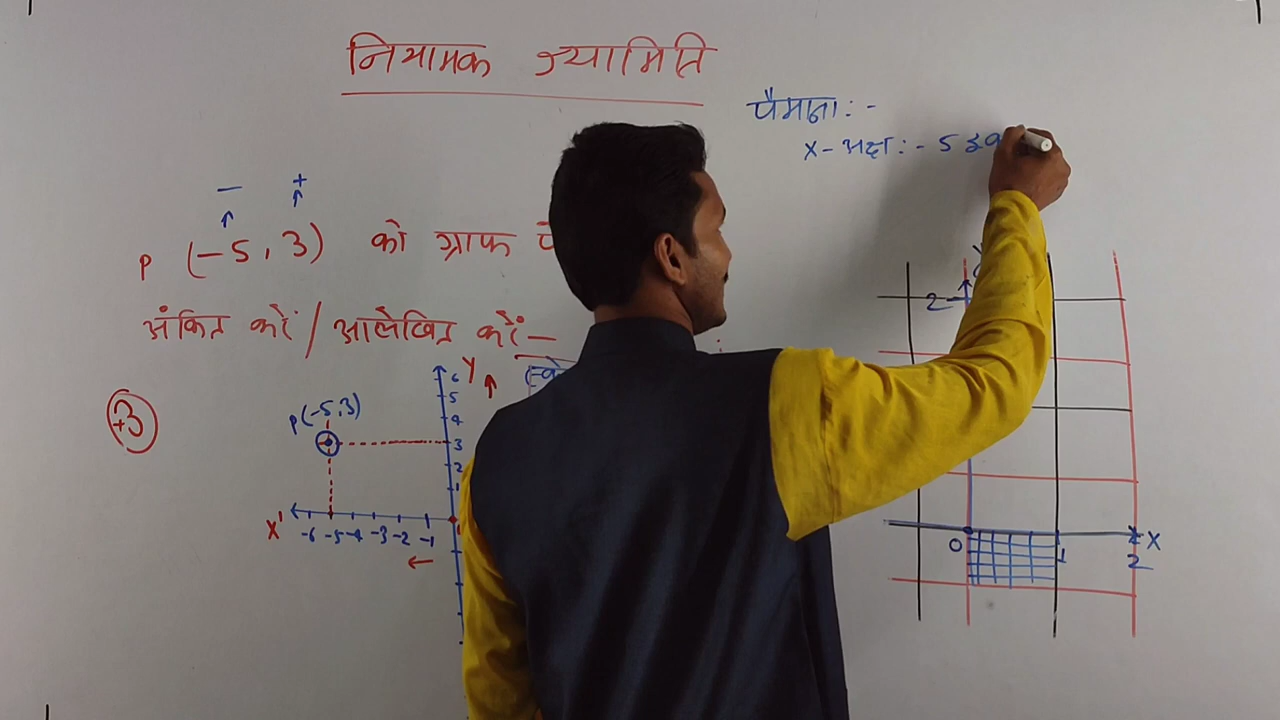 नियामक ज्यामिति
पैमाना : -
x - अक्ष : - 5 इका
- +
P (-5, 3) को ग्राफ पे
अंकित करें / आलेखित करें —
+3
P (-5, 3)
Y
6
5
4
3
2
1
X' -6 -5 -4 -3 -2 -1
2
0 1 2 X